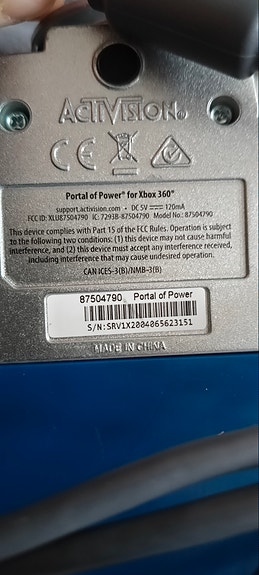 ACTIVISION®
CE
Portal of Power® for Xbox 360®
support.activision.com • DC 5V ⎓ 120mA
FCC ID: XLU87504790 IC: 7293B-87504790 Model No.: 87504790
This device complies with Part 15 of the FCC Rules. Operation is subject
to the following two conditions: (1) this device may not cause harmful
interference, and (2) this device must accept any interference received,
including interference that may cause undesired operation.
CAN ICES-3(B)/NMB-3(B)
87504790 Portal of Power
S/N:SRV1X2004065623151
MADE IN CHINA